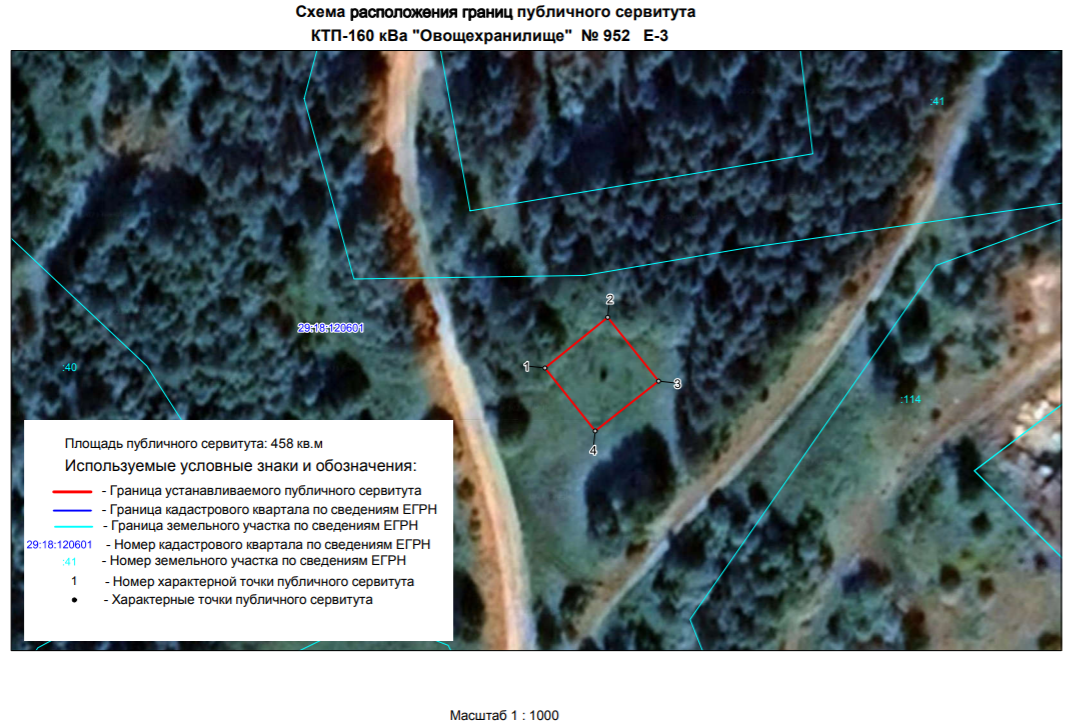 Схема расположения границ публичного сервитута
КТП-160 кВа "Овощехранилище" № 952 Е-3
:41
2
29:18:120601
1
:40
3
:114
4
Площадь публичного сервитута: 458 кв.м
Используемые условные знаки и обозначения:
- Граница устанавливаемого публичного сервитута
- Граница кадастрового квартала по сведениям ЕГРН
- Граница земельного участка по сведениям ЕГРН
29:18:120601 - Номер кадастрового квартала по сведениям ЕГРН
:41 - Номер земельного участка по сведениям ЕГРН
1 - Номер характерной точки публичного сервитута
- Характерные точки публичного сервитута
Масштаб 1 : 1000